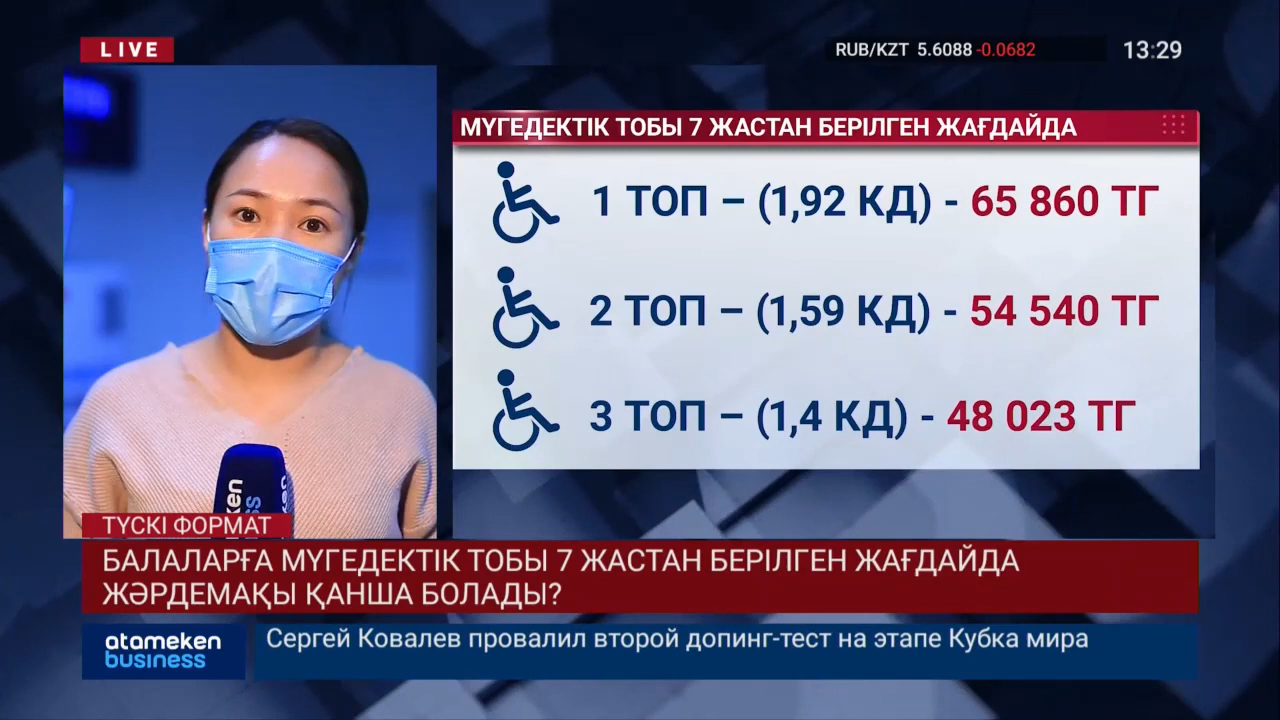 LIVE
RUB/KZT 5.6088 -0.0682
13:29
МҮГЕДЕКТІК ТОБЫ 7 ЖАСТАН БЕРІЛГЕН ЖАҒДАЙДА
1 ТОП – (1,92 КД) - 65 860 ТГ
2 ТОП – (1,59 КД) - 54 540 ТГ
3 ТОП – (1,4 КД) - 48 023 ТГ
ТҮСКІ ФОРМАТ
БАЛАЛАРҒА МҮГЕДЕКТІК ТОБЫ 7 ЖАСТАН БЕРІЛГЕН ЖАҒДАЙДА
ЖӘРДЕМАҚЫ ҚАНША БОЛАДЫ?
atameken
business
Сергей Ковалев провалил второй допинг-тест на этапе Кубка мира